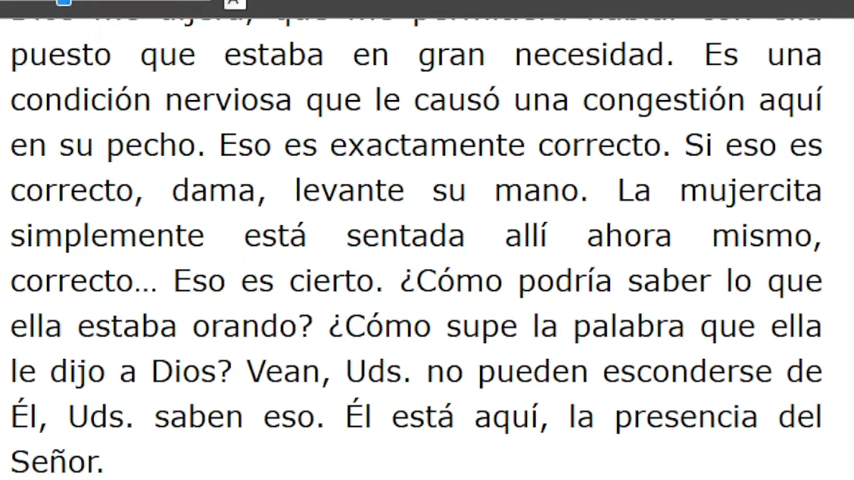 puesto que estaba en gran necesidad. Es una
condición nerviosa que le causó una congestión aquí
en su pecho. Eso es exactamente correcto. Si eso es
correcto, dama, levante su mano. La mujercita
simplemente está sentada allí ahora mismo,
correcto... Eso es cierto. ¿Cómo podría saber lo que
ella estaba orando? ¿Cómo supe la palabra que ella
le dijo a Dios? Vean, Uds. no pueden esconderse de
Él, Uds. saben eso. Él está aquí, la presencia del
Señor.